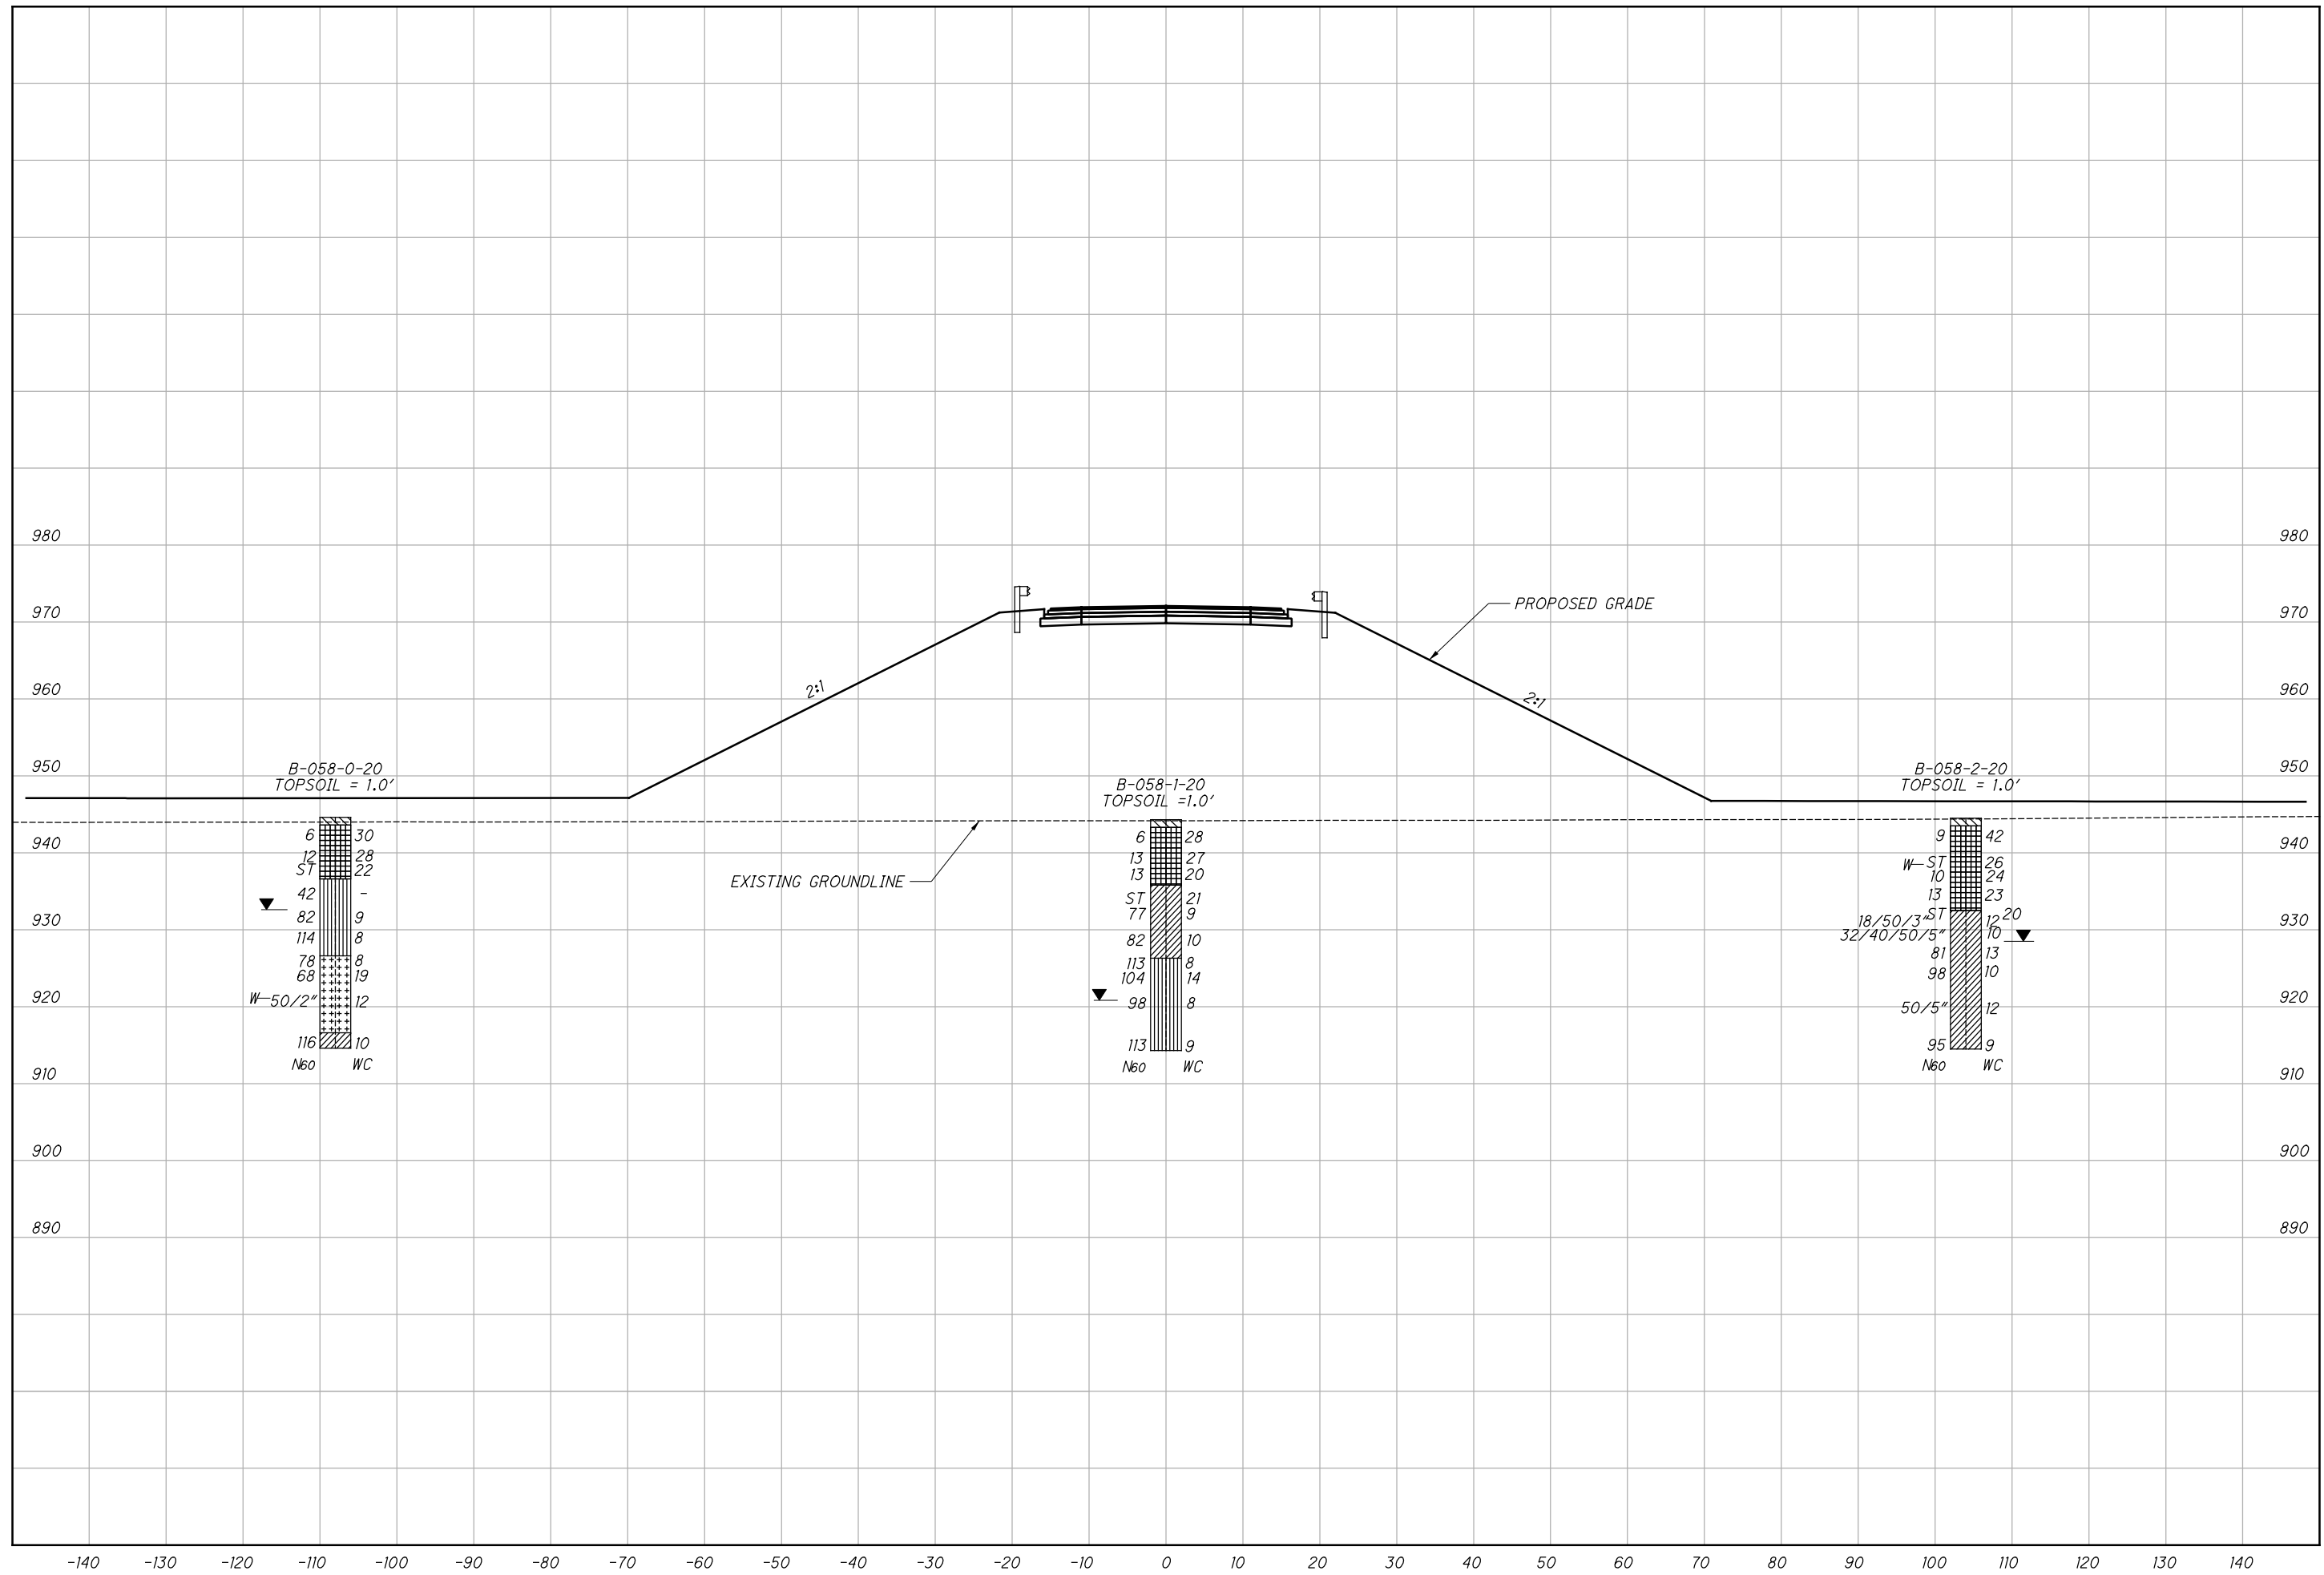 980 980
970 970
PROPOSED GRADE
960 960
2:1 2:1
950 950
B-058-0-20
TOPSOIL = 1.0'
B-058-1-20
TOPSOIL =1.0'
B-058-2-20
TOPSOIL = 1.0'
940 940
EXISTING GROUNDLINE
930 930
920 920
910 910
900 900
890 890
6 30
12 28
ST 22
42 -
82 9
114 8
78 8
68 19
W 50/2" 12
116 10
N60 WC
6 28
13 27
13 20
ST 21
77 9
82 10
113 8
104 14
98 8
113 9
N60 WC
9 42
W ST 26
10 24
13 23
ST 20
18/50/3" 12
32/40/50/5" 10
81 13
98 10
50/5" 12
95 9
N60 WC
-140 -130 -120 -110 -100 -90 -80 -70 -60 -50 -40 -30 -20 -10 0 10 20 30 40 50 60 70 80 90 100 110 120 130 140